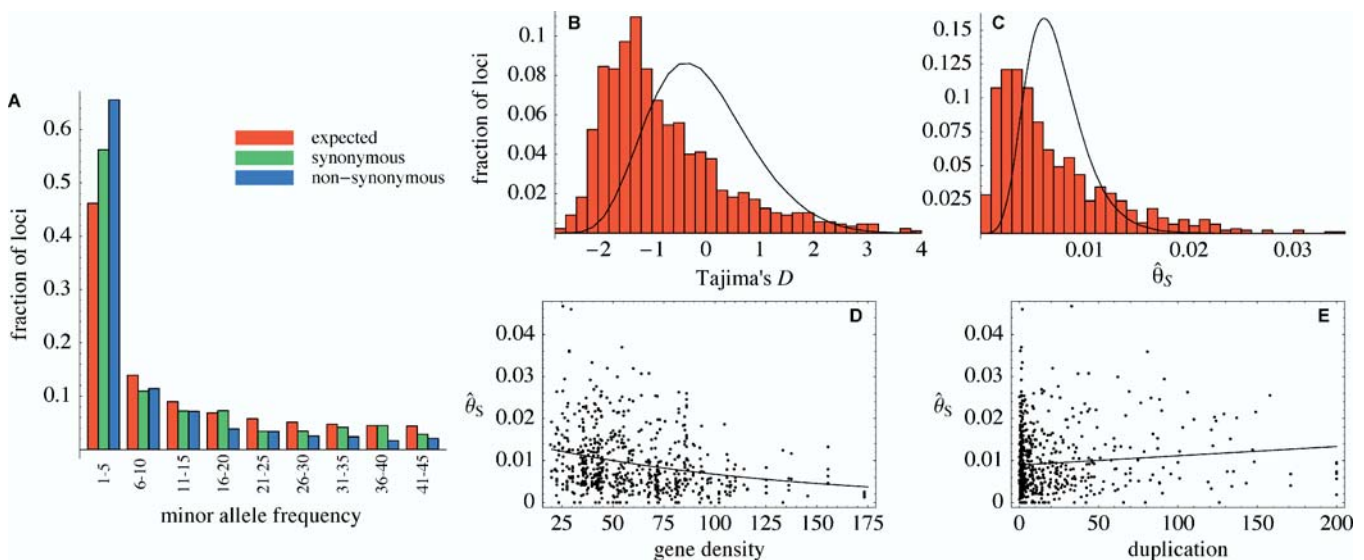 A
fraction of loci
0.6
0.5
0.4
0.3
0.2
0.1
expected
synonymous
non-synonymous
1-5
6-10
11-15
16-20
21-25
26-30
31-35
36-40
41-45
minor allele frequency
B
fraction of loci
0.1
0.08
0.06
0.04
0.02
−2 −1 0 1 2 3 4
Tajima's D
C
0.15
0.125
0.1
0.075
0.05
0.025
0.01 0.02 0.03
θ̂S
D
θ̂S
0.04
0.03
0.02
0.01
0
25 50 75 100 125 150 175
gene density
E
θ̂S
0.04
0.03
0.02
0.01
0
0 50 100 150 200
duplication